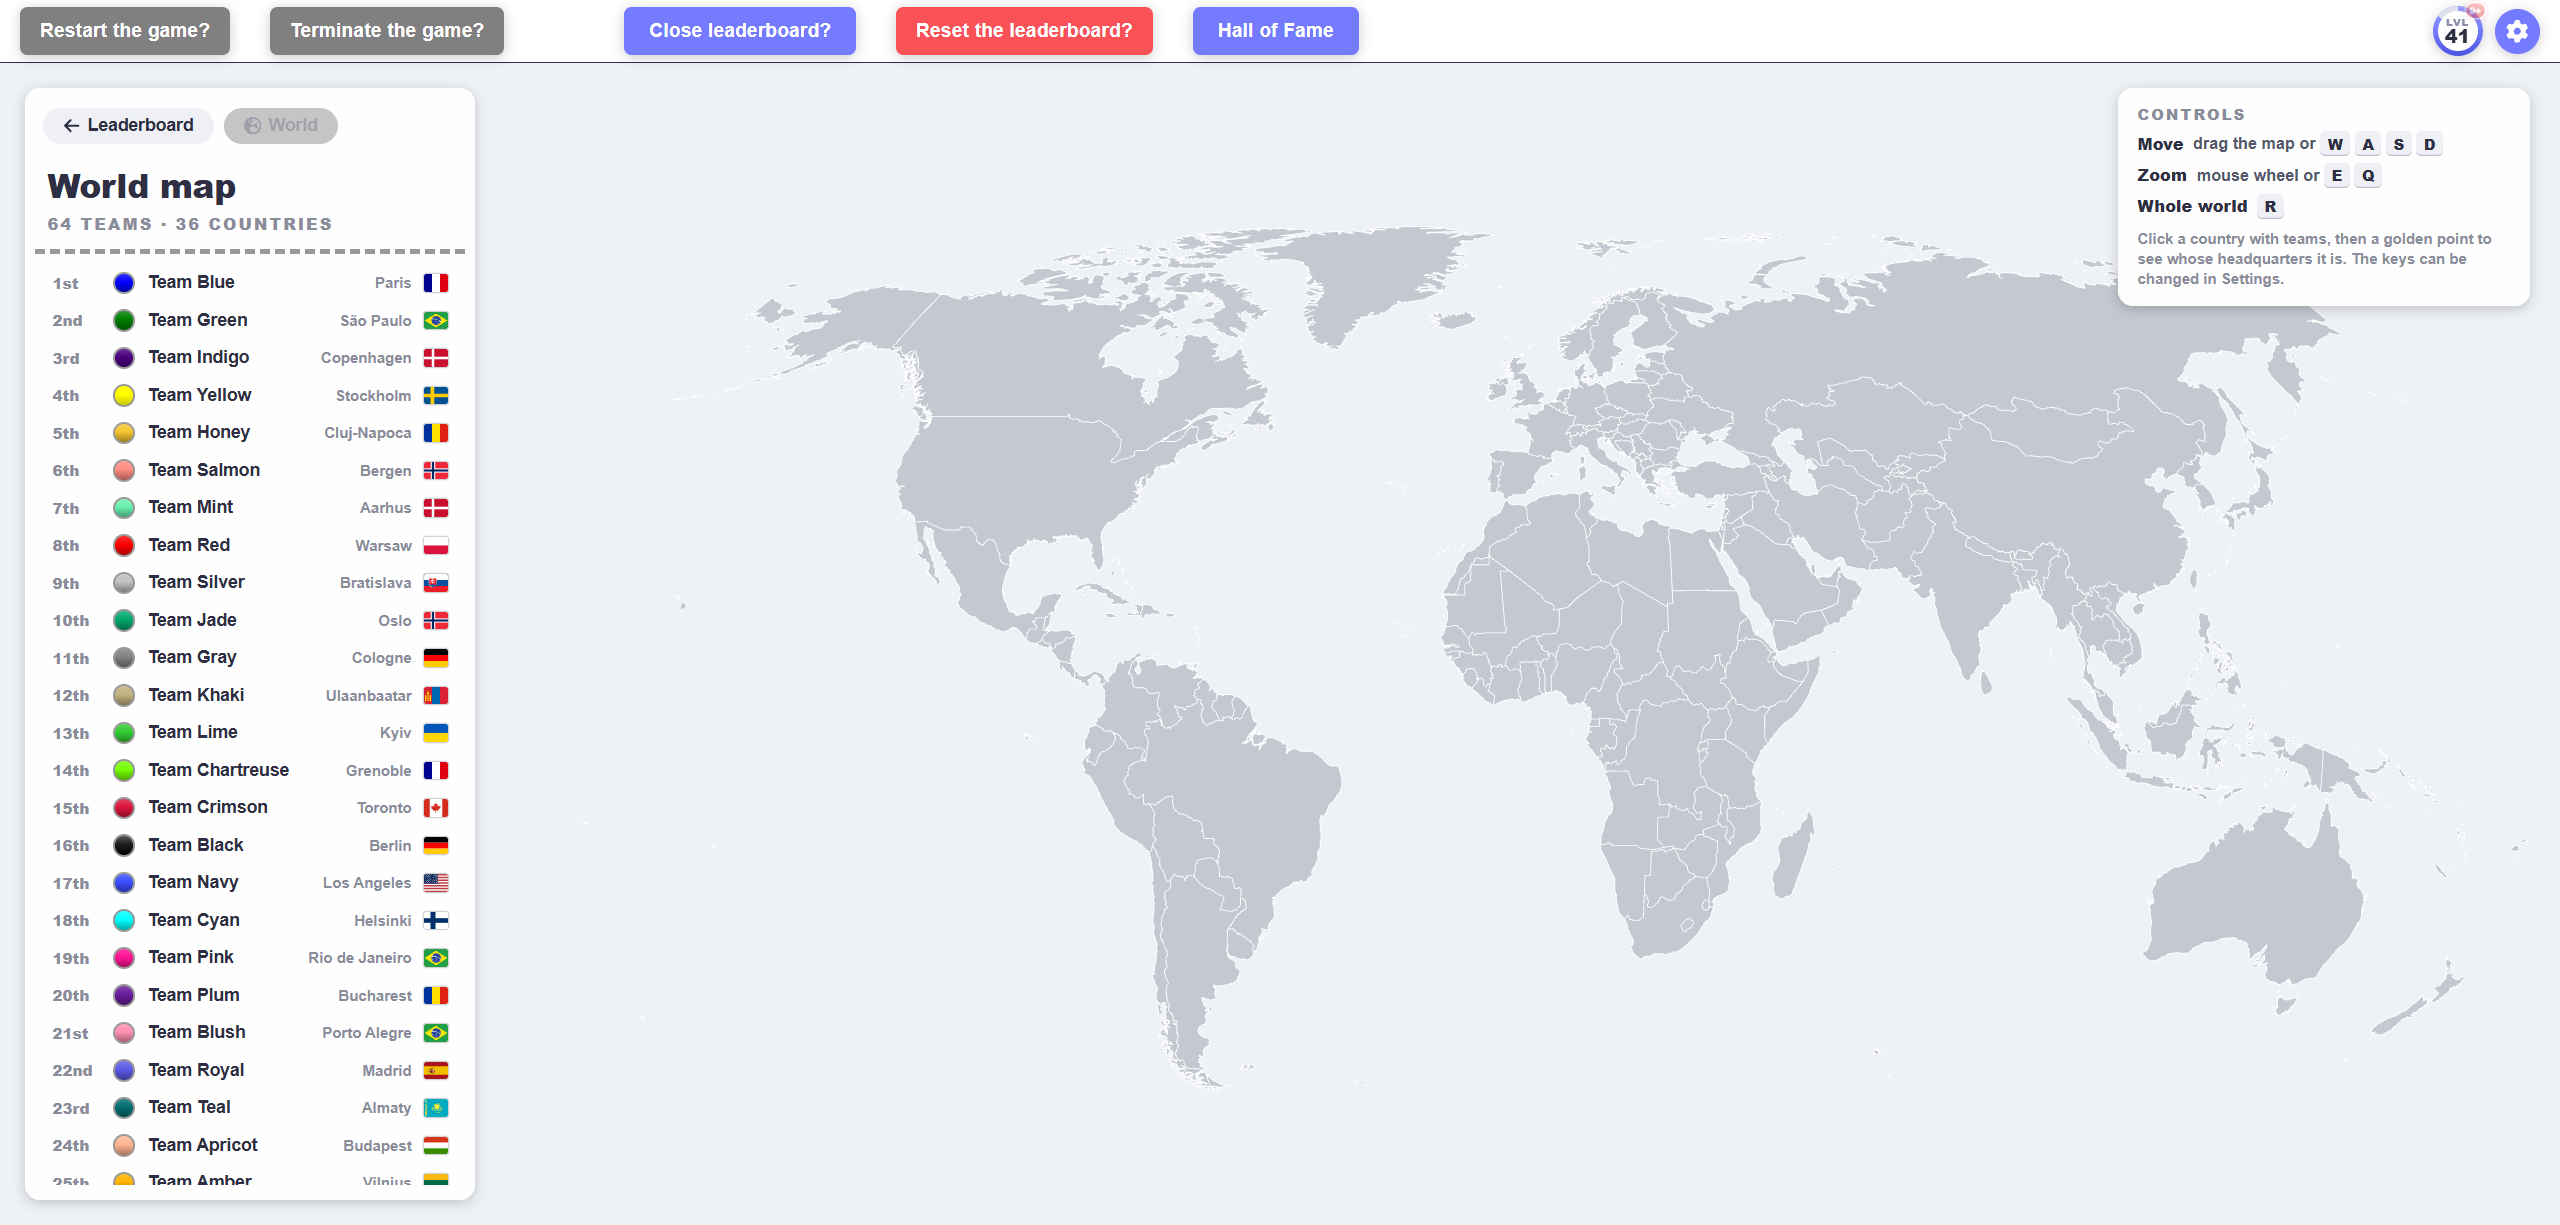 Restart the game?
Terminate the game?
Close leaderboard?
Reset the leaderboard?
Hall of Fame
LVL
41
9+
Leaderboard
World
World map
64 TEAMS · 36 COUNTRIES
1st Team Blue Paris
2nd Team Green São Paulo
3rd Team Indigo Copenhagen
4th Team Yellow Stockholm
5th Team Honey Cluj-Napoca
6th Team Salmon Bergen
7th Team Mint Aarhus
8th Team Red Warsaw
9th Team Silver Bratislava
10th Team Jade Oslo
11th Team Gray Cologne
12th Team Khaki Ulaanbaatar
13th Team Lime Kyiv
14th Team Chartreuse Grenoble
15th Team Crimson Toronto
16th Team Black Berlin
17th Team Navy Los Angeles
18th Team Cyan Helsinki
19th Team Pink Rio de Janeiro
20th Team Plum Bucharest
21st Team Blush Porto Alegre
22nd Team Royal Madrid
23rd Team Teal Almaty
24th Team Apricot Budapest
25th Team Amber Vilnius
CONTROLS
Move drag the map or W A S D
Zoom mouse wheel or E Q
Whole world R
Click a country with teams, then a golden point to
see whose headquarters it is. The keys can be
changed in Settings.